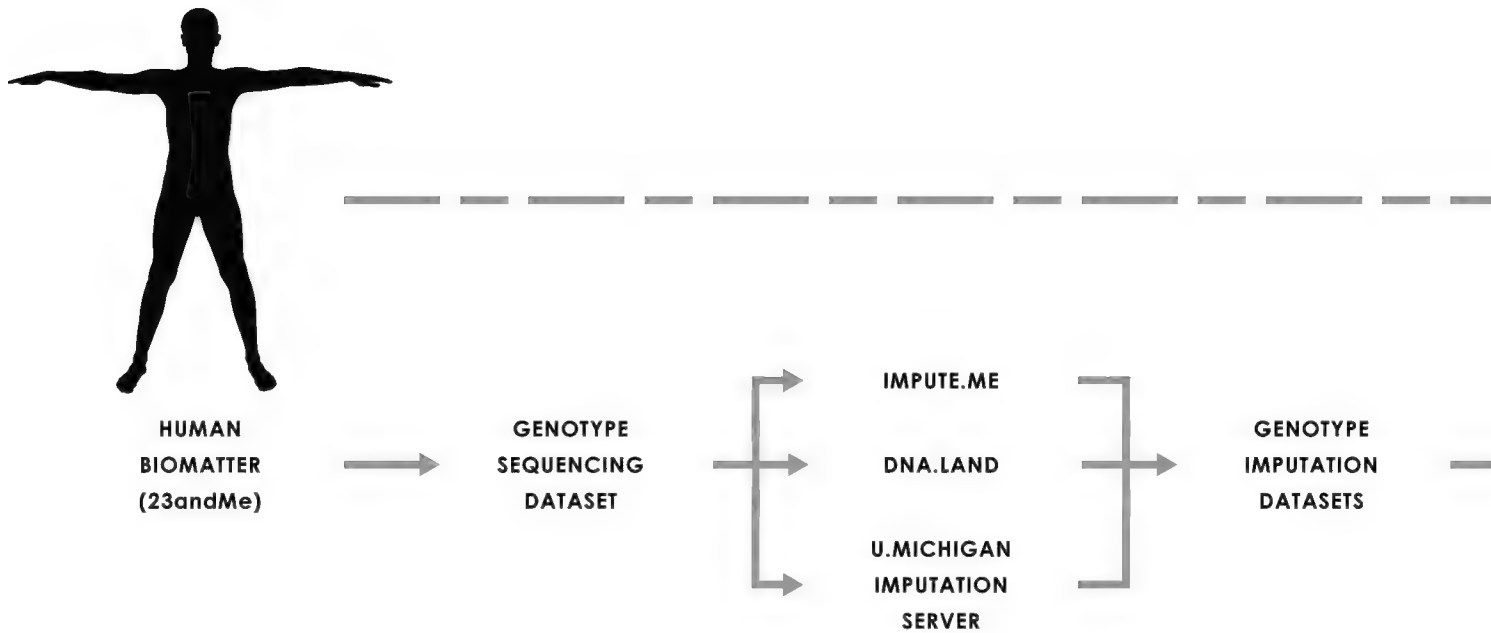 HUMAN
BIOMATTER
(23andMe)
GENOTYPE
SEQUENCING
DATASET
IMPUTE.ME
DNA.LAND
U.MICHIGAN
IMPUTATION
SERVER
GENOTYPE
IMPUTATION
DATASETS